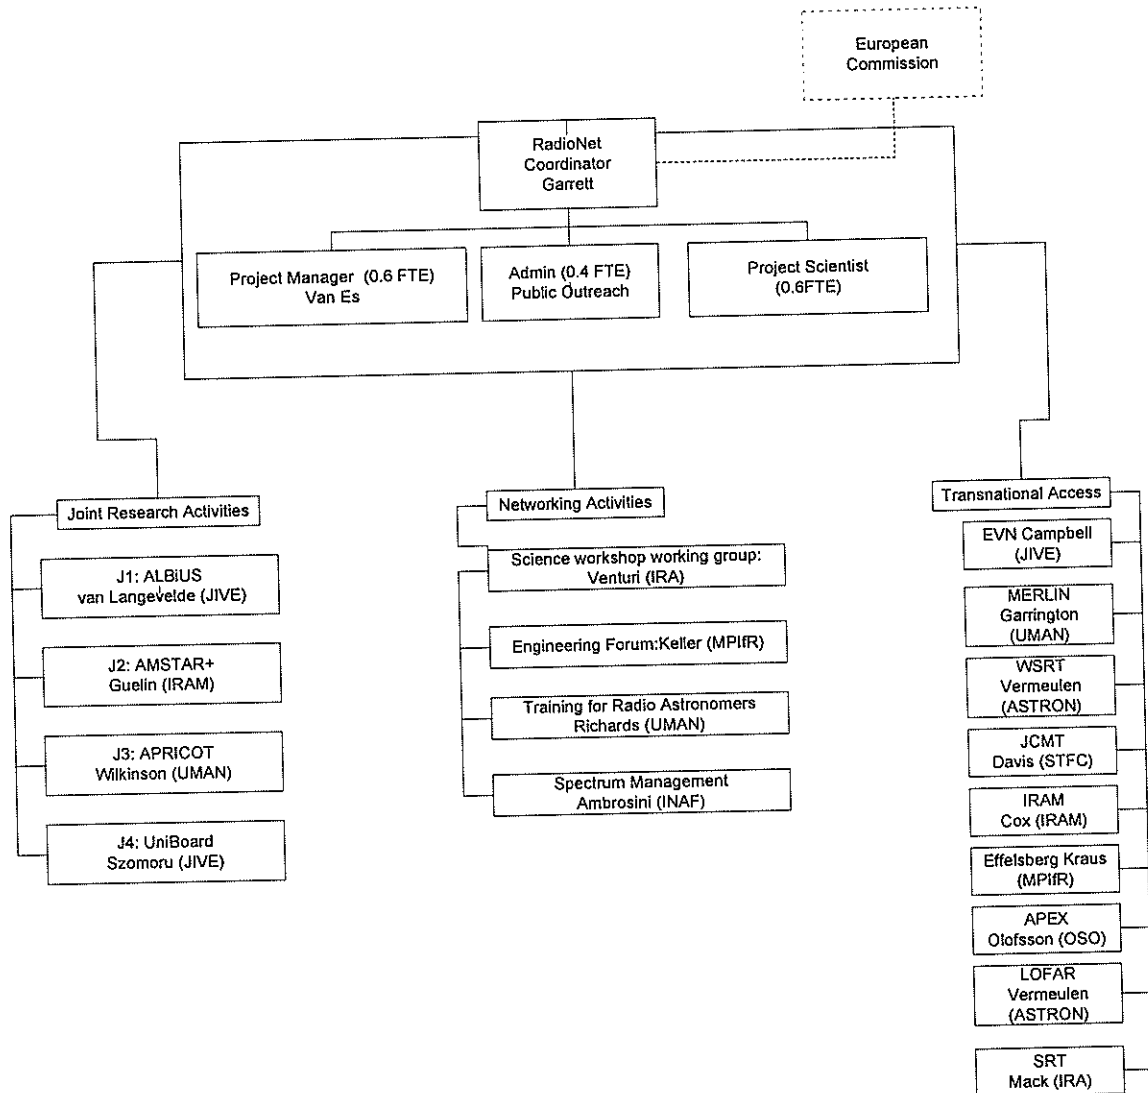 European
Commission
RadioNet
Coordinator
Garrett
Project Manager (0.6 FTE)
Van Es
Admin (0.4 FTE)
Public Outreach
Project Scientist
(0.6FTE)
Joint Research Activities
J1: ALBiUS
van Langevelde (JIVE)
J2: AMSTAR+
Guelin (IRAM)
J3: APRICOT
Wilkinson (UMAN)
J4: UniBoard
Szomoru (JIVE)
Networking Activities
Science workshop working group:
Venturi (IRA)
Engineering Forum:Keller (MPIfR)
Training for Radio Astronomers
Richards (UMAN)
Spectrum Management
Ambrosini (INAF)
Transnational Access
EVN Campbell
(JIVE)
MERLIN
Garrington
(UMAN)
WSRT
Vermeulen
(ASTRON)
JCMT
Davis (STFC)
IRAM
Cox (IRAM)
Effelsberg Kraus
(MPIfR)
APEX
Olofsson (OSO)
LOFAR
Vermeulen
(ASTRON)
SRT
Mack (IRA)